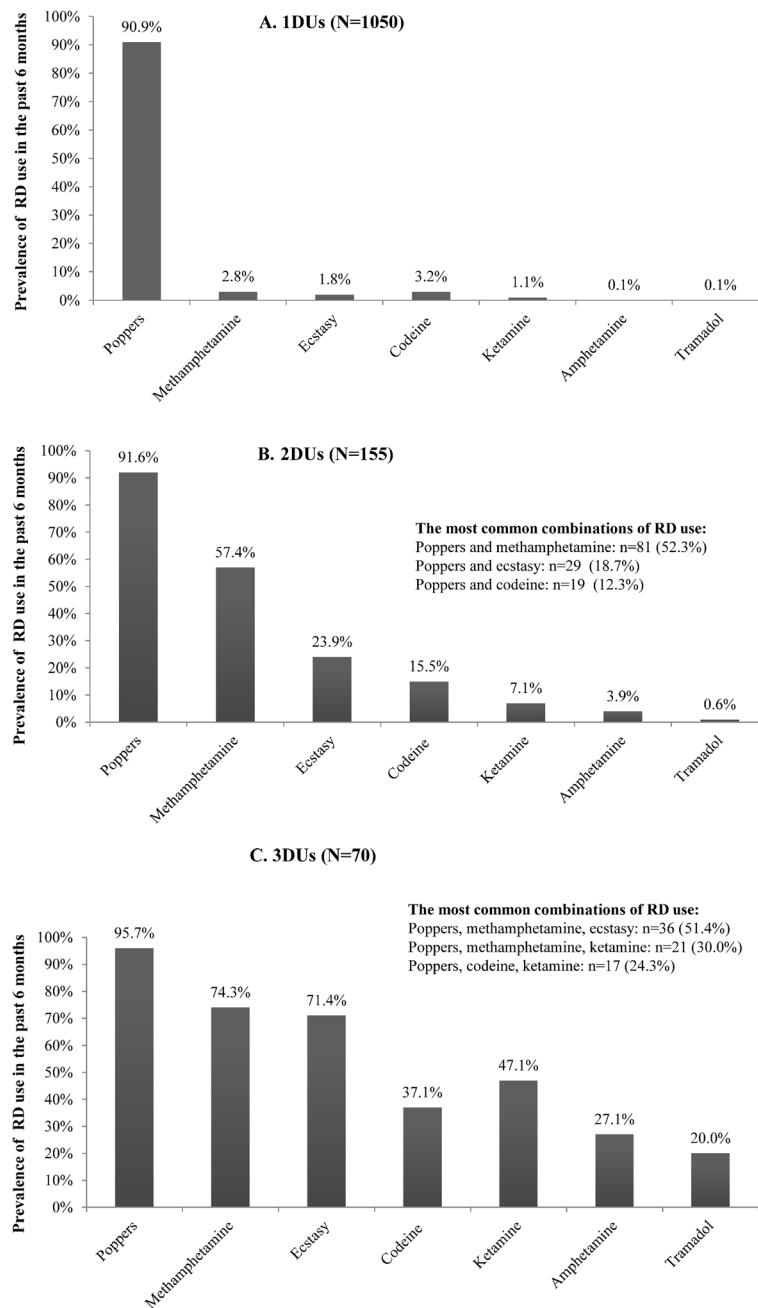 A. 1DUs (N=1050)
Prevalence of RD use in the past 6 months
100%
90%
80%
70%
60%
50%
40%
30%
20%
10%
0%
90.9%
2.8%
1.8%
3.2%
1.1%
0.1%
0.1%
Poppers
Methamphetamine
Ecstasy
Codeine
Ketamine
Amphetamine
Tramadol
B. 2DUs (N=155)
Prevalence of RD use in the past 6 months
100%
90%
80%
70%
60%
50%
40%
30%
20%
10%
0%
91.6%
57.4%
23.9%
15.5%
7.1%
3.9%
0.6%
The most common combinations of RD use:
Poppers and methamphetamine: n=81 (52.3%)
Poppers and ecstasy: n=29 (18.7%)
Poppers and codeine: n=19 (12.3%)
Poppers
Methamphetamine
Ecstasy
Codeine
Ketamine
Amphetamine
Tramadol
C. 3DUs (N=70)
Prevalence of RD use in the past 6 months
100%
90%
80%
70%
60%
50%
40%
30%
20%
10%
0%
95.7%
74.3%
71.4%
37.1%
47.1%
27.1%
20.0%
The most common combinations of RD use:
Poppers, methamphetamine, ecstasy: n=36 (51.4%)
Poppers, methamphetamine, ketamine: n=21 (30.0%)
Poppers, codeine, ketamine: n=17 (24.3%)
Poppers
Methamphetamine
Ecstasy
Codeine
Ketamine
Amphetamine
Tramadol